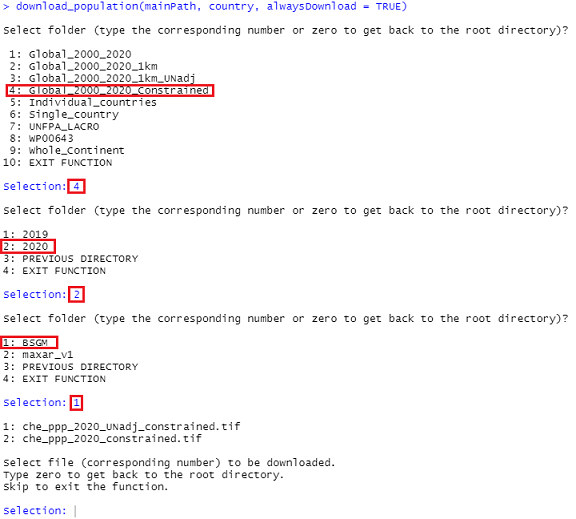 > download_population(mainPath, country, alwaysDownload = TRUE)
Select folder (type the corresponding number or zero to get back to the root directory)?
1: Global_2000_2020
2: Global_2000_2020_1km
3: Global_2000_2020_1km_UNadj
4: Global_2000_2020_Constrained
5: Individual_countries
6: Single_country
7: UNFPA_LACRO
8: WP00643
9: Whole_Continent
10: EXIT FUNCTION
Selection: 4
Select folder (type the corresponding number or zero to get back to the root directory)?
1: 2019
2: 2020
3: PREVIOUS DIRECTORY
4: EXIT FUNCTION
Selection: 2
Select folder (type the corresponding number or zero to get back to the root directory)?
1: BSGM
2: maxar_v1
3: PREVIOUS DIRECTORY
4: EXIT FUNCTION
Selection: 1
1: che_ppp_2020_UNadj_constrained.tif
2: che_ppp_2020_constrained.tif
Select file (corresponding number) to be downloaded.
Type zero to get back to the root directory.
Skip to exit the function.
Selection: